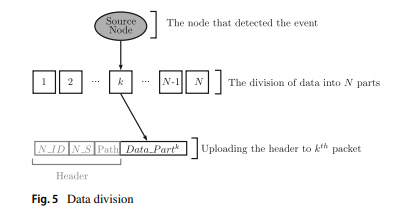 Source
Node
The node that detected the event
1 2 ... k ... N-1 N
The division of data into N parts
N_ID N_S Path Data_Part^k
Uploading the header to k^th packet
Header
Fig. 5 Data division